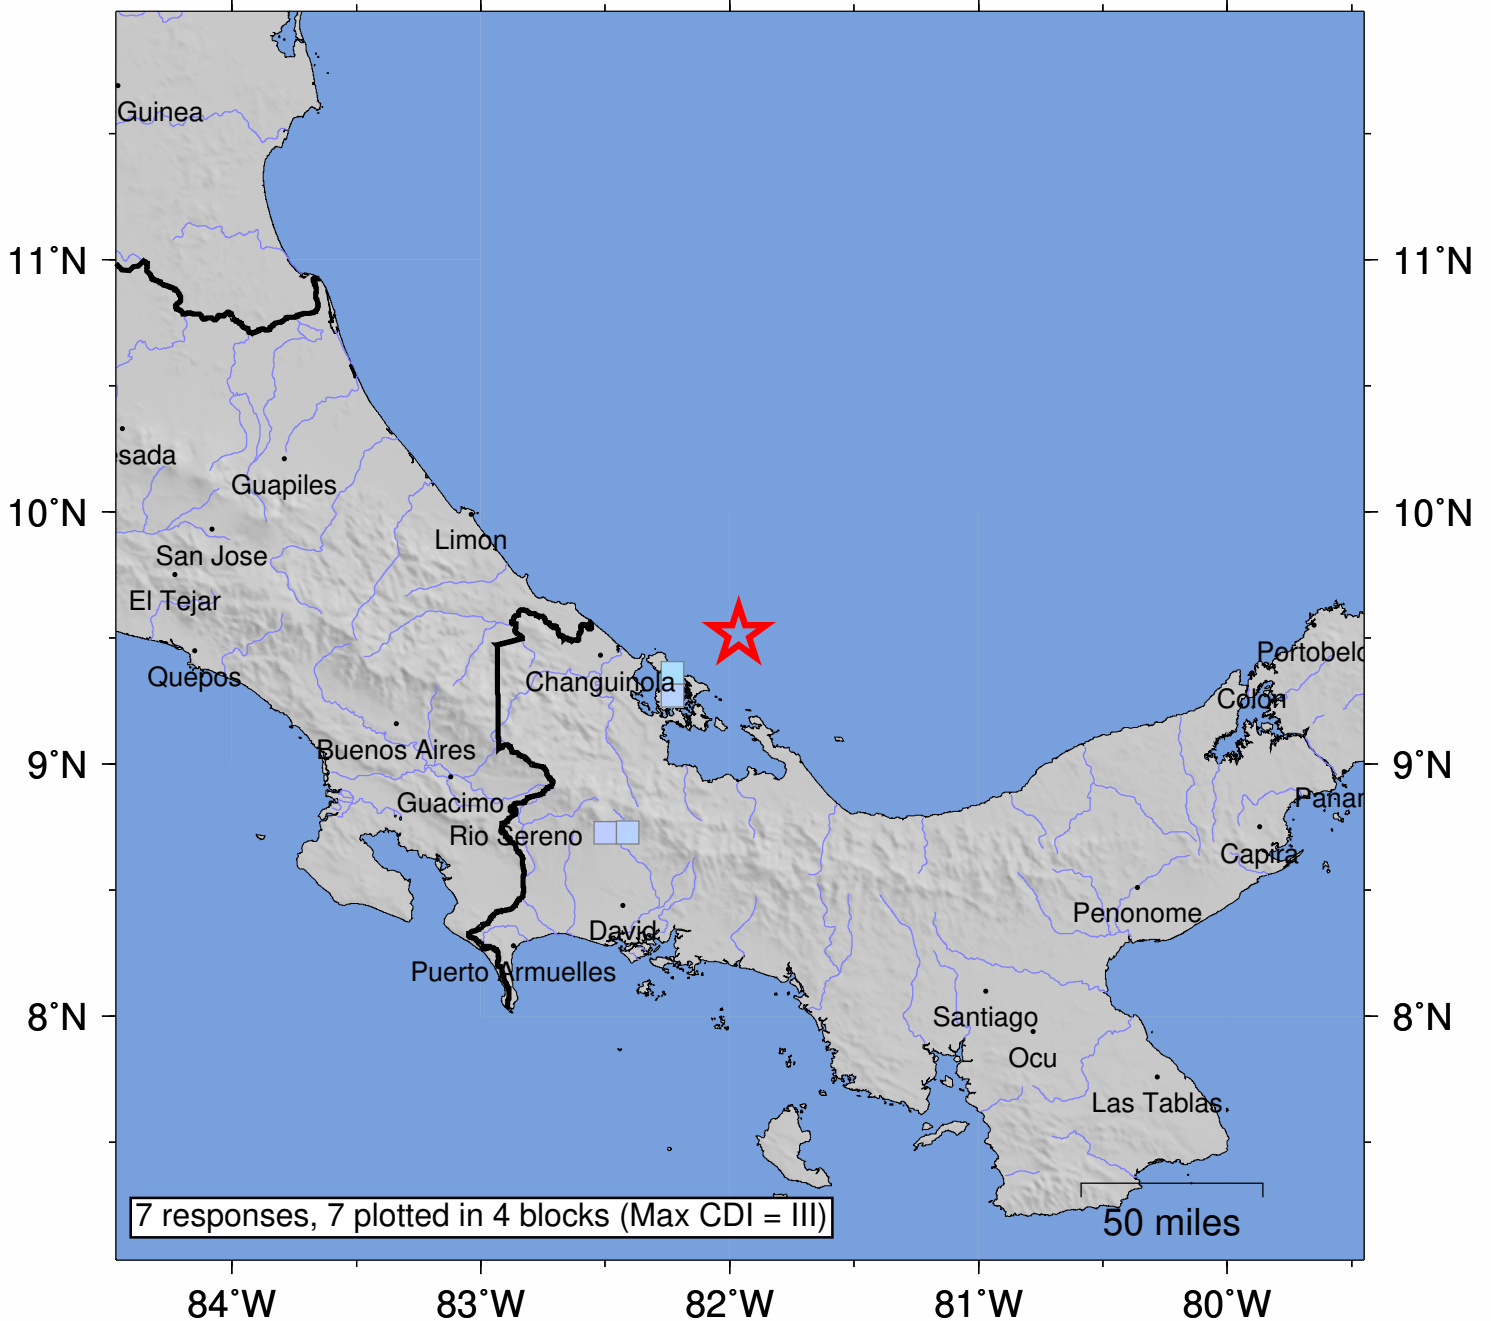 Guinea
11°N
11°N
sada
Guapiles
10°N
10°N
Limon
San Jose
El Tejar
Portobelo
Quepos
Changuinola
Colon
Buenos Aires
9°N
9°N
Guacimo
Panam
Rio Sereno
Capira
Penonome
David
Puerto Armuelles
8°N
8°N
Santiago
Ocu
Las Tablas
7 responses, 7 plotted in 4 blocks (Max CDI = III)
50 miles
84°W
83°W
82°W
81°W
80°W